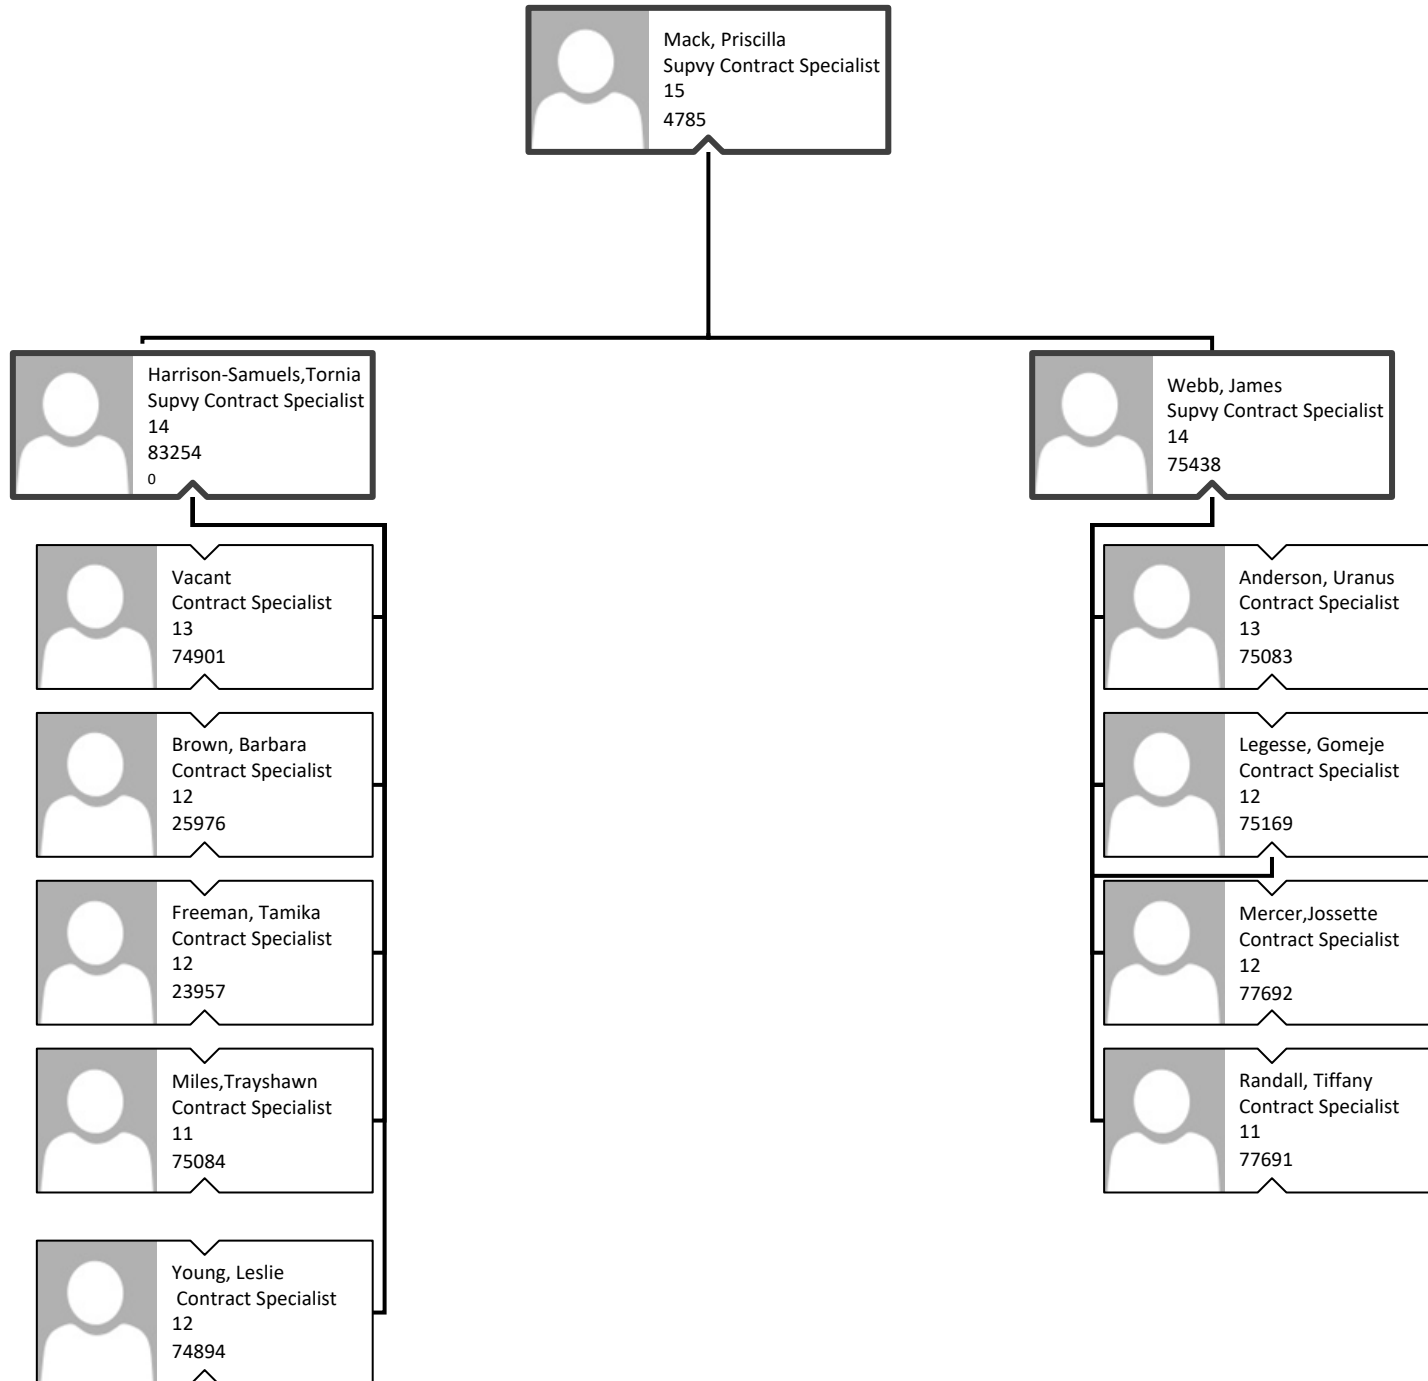 Mack, Priscilla
Supvy Contract Specialist
15
4785
Harrison-Samuels,Tornia
Supvy Contract Specialist
14
83254
0
Vacant
Contract Specialist
13
74901
Brown, Barbara
Contract Specialist
12
25976
Freeman, Tamika
Contract Specialist
12
23957
Miles,Trayshawn
Contract Specialist
11
75084
Young, Leslie
Contract Specialist
12
74894
Webb, James
Supvy Contract Specialist
14
75438
Anderson, Uranus
Contract Specialist
13
75083
Legesse, Gomeje
Contract Specialist
12
75169
Mercer,Jossette
Contract Specialist
12
77692
Randall, Tiffany
Contract Specialist
11
77691